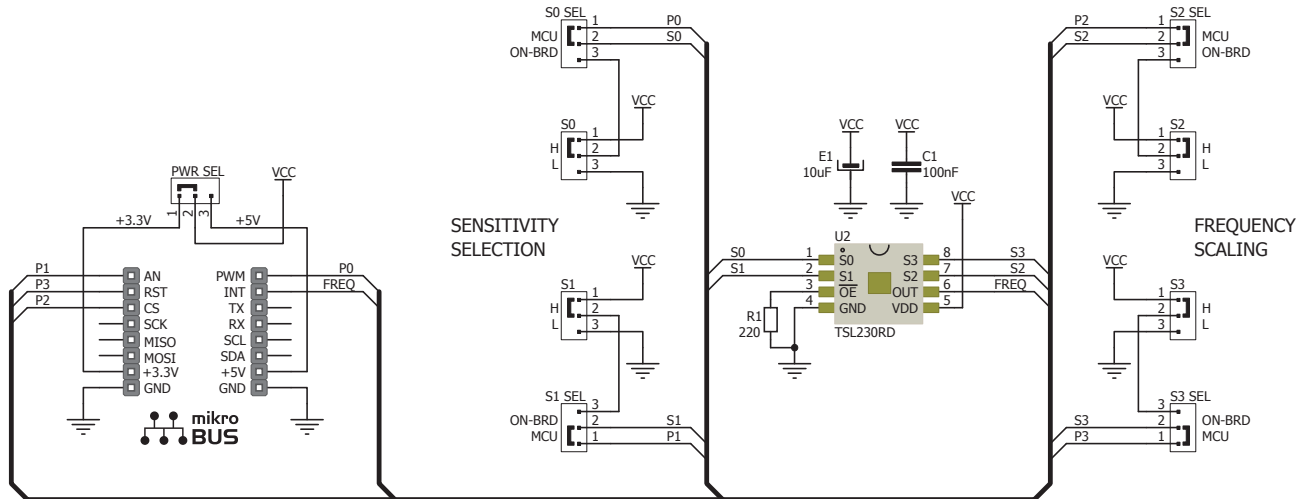 S0 SEL
1 P0
MCU 2 S0
ON-BRD 3
VCC
S0
1
H 2
L 3
SENSITIVITY
SELECTION
VCC
S1
1
H 2
L 3
S1 SEL
3
ON-BRD 2 S1
MCU 1 P1
PWR SEL
VCC
1 2 3
+3.3V +5V
P1 AN PWM P0
P3 RST INT FREQ
P2 CS TX
SCK RX
MISO SCL
MOSI SDA
+3.3V +5V
GND GND
mikro
BUS
VCC VCC
E1 C1
10uF 100nF
VCC
U2
S0 1 S0 S3 8 S3
S1 2 S1 S2 7 S2
3 OE OUT 6 FREQ
4 GND VDD 5
R1
220
TSL230RD
S2 SEL
P2 1
S2 2 MCU
3 ON-BRD
VCC
S2
1
2 H
3 L
FREQUENCY
SCALING
VCC
S3
1
2 H
3 L
S3 SEL
3
S3 2 ON-BRD
P3 1 MCU